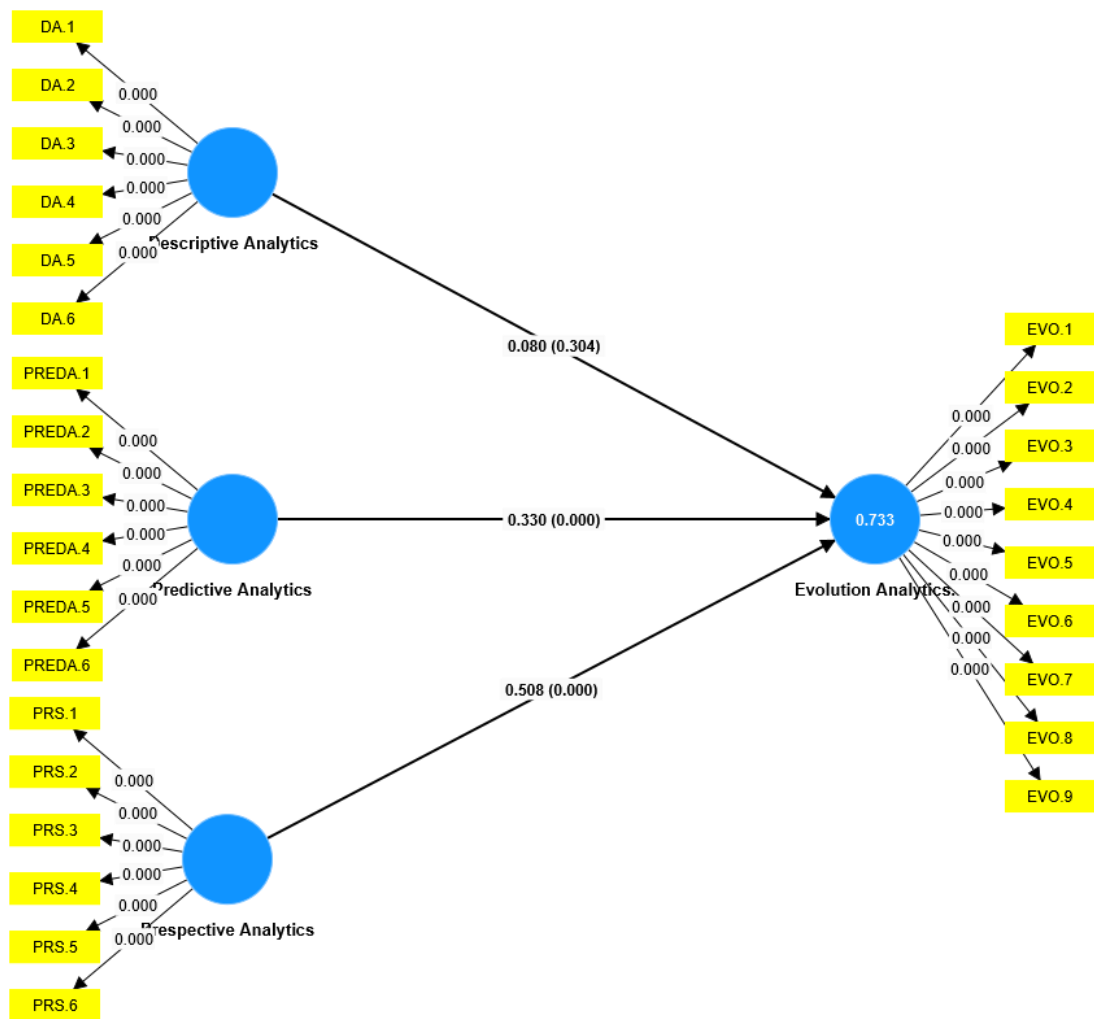 DA.1
DA.2
DA.3
DA.4
DA.5
DA.6
0.000
0.000
0.000
0.000
0.000
0.000
Descriptive Analytics
PREDA.1
PREDA.2
PREDA.3
PREDA.4
PREDA.5
PREDA.6
0.000
0.000
0.000
0.000
0.000
0.000
Predictive Analytics
PRS.1
PRS.2
PRS.3
PRS.4
PRS.5
PRS.6
0.000
0.000
0.000
0.000
0.000
0.000
Prespective Analytics
0.080 (0.304)
0.330 (0.000)
0.508 (0.000)
0.733
Evolution Analytics.
0.000
0.000
0.000
0.000
0.000
0.000
0.000
0.000
0.000
EVO.1
EVO.2
EVO.3
EVO.4
EVO.5
EVO.6
EVO.7
EVO.8
EVO.9